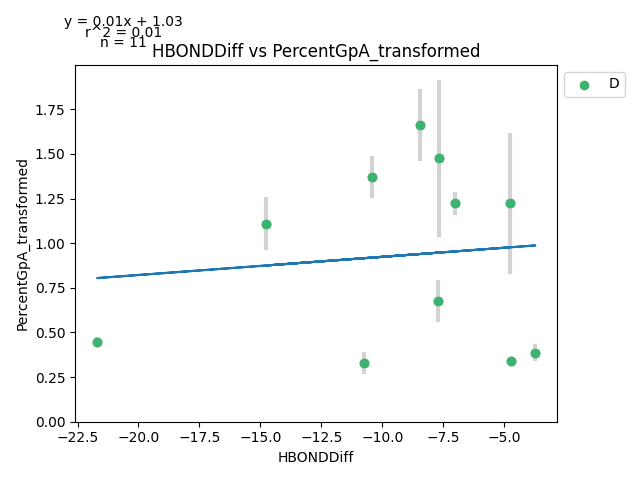 y = 0.01x + 1.03
r^2 = 0.01
n = 11
HBONDDiff vs PercentGpA_transformed
D
PercentGpA_transformed
1.75
1.50
1.25
1.00
0.75
0.50
0.25
0.00
−22.5 −20.0 −17.5 −15.0 −12.5 −10.0 −7.5 −5.0
HBONDDiff